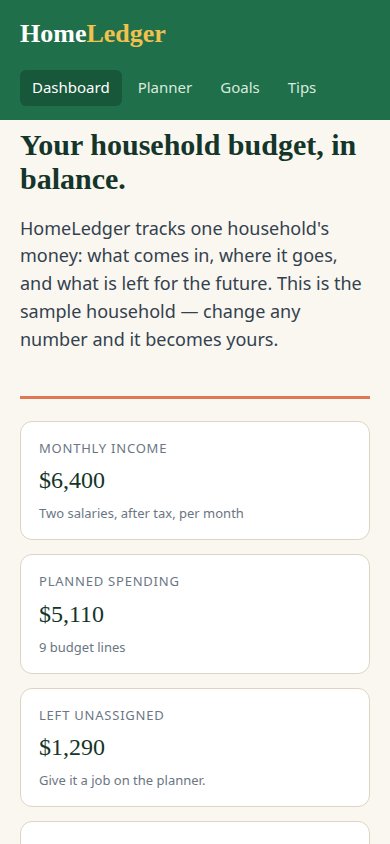 HomeLedger
Dashboard Planner Goals Tips
Your household budget, in
balance.
HomeLedger tracks one household's
money: what comes in, where it goes,
and what is left for the future. This is the
sample household — change any
number and it becomes yours.
MONTHLY INCOME
$6,400
Two salaries, after tax, per month
PLANNED SPENDING
$5,110
9 budget lines
LEFT UNASSIGNED
$1,290
Give it a job on the planner.